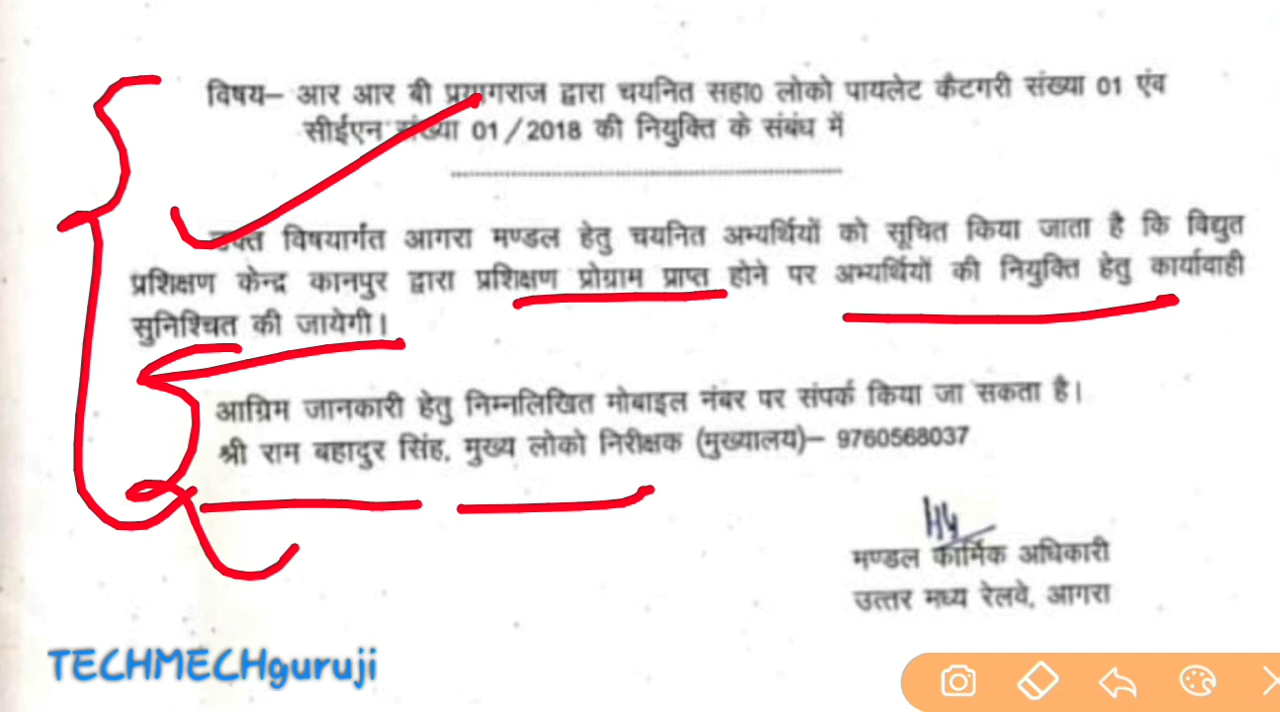 विषय– आर आर बी प्रयागराज द्वारा चयनित सहा0 लोको पायलेट कैटगरी संख्या 01 एंव
सीईएन संख्या 01/2018 की नियुक्ति के संबंध में
उक्त विषयार्गत आगरा मण्डल हेतु चयनित अभ्यर्थियों को सूचित किया जाता है कि विद्युत
प्रशिक्षण केन्द्र कानपुर द्वारा प्रशिक्षण प्रोग्राम प्राप्त होने पर अभ्यर्थियों की नियुक्ति हेतु कार्यावाही
सुनिश्चित की जायेगी।
आग्रिम जानकारी हेतु निम्नलिखित मोबाइल नंबर पर संपर्क किया जा सकता है।
श्री राम बहादुर सिंह, मुख्य लोको निरीक्षक (मुख्यालय)– 9760568037
मण्डल कार्मिक अधिकारी
उत्तर मध्य रेलवे, आगरा
TECHMECHguruji